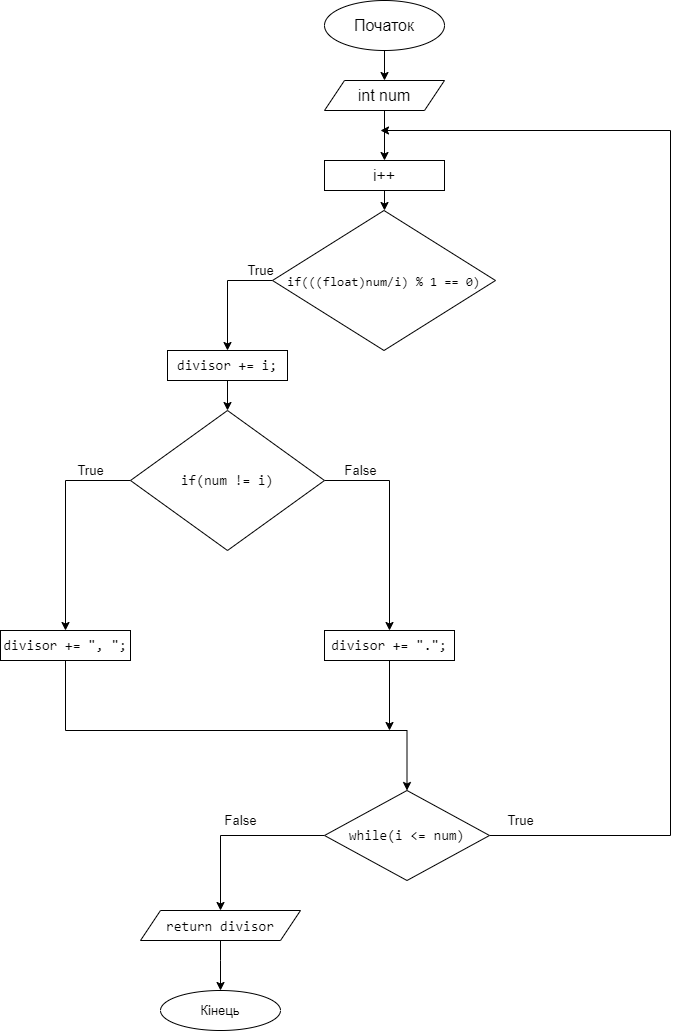 Початок
int num
i++
True
if(((float)num/i) % 1 == 0)
divisor += i;
True
False
if(num != i)
divisor += ", ";
divisor += ".";
False
True
while(i <= num)
return divisor
Кінець